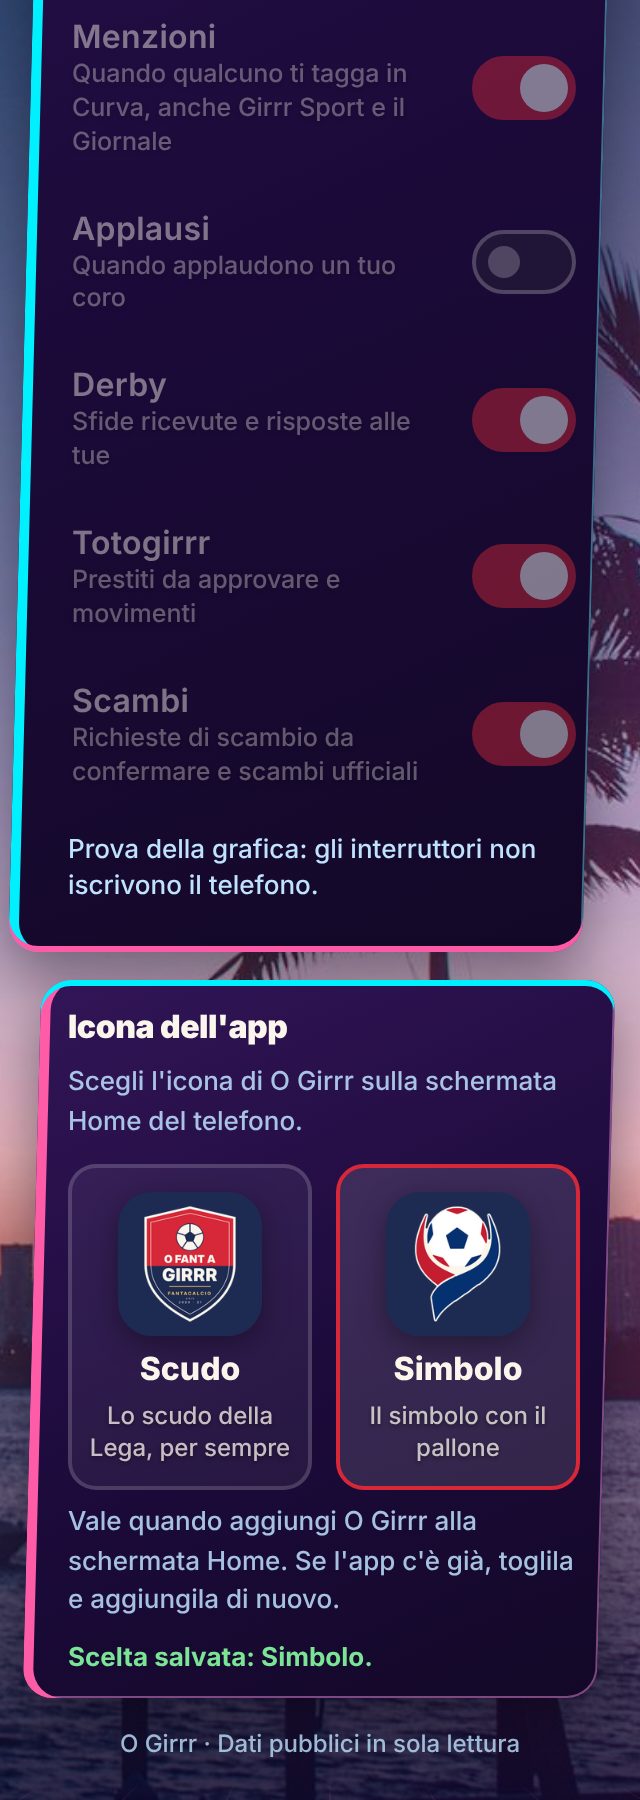 Menzioni
Quando qualcuno ti tagga in
Curva, anche Girrr Sport e il
Giornale
Applausi
Quando applaudono un tuo
coro
Derby
Sfide ricevute e risposte alle
tue
Totogirrr
Prestiti da approvare e
movimenti
Scambi
Richieste di scambio da
confermare e scambi ufficiali
Prova della grafica: gli interruttori non
iscrivono il telefono.
Icona dell'app
Scegli l'icona di O Girrr sulla schermata
Home del telefono.
O FANT A
GIRRR
FANTACALCIO
Scudo
Lo scudo della
Lega, per sempre
Simbolo
Il simbolo con il
pallone
Vale quando aggiungi O Girrr alla
schermata Home. Se l'app c'è già, toglila
e aggiungila di nuovo.
Scelta salvata: Simbolo.
O Girrr · Dati pubblici in sola lettura